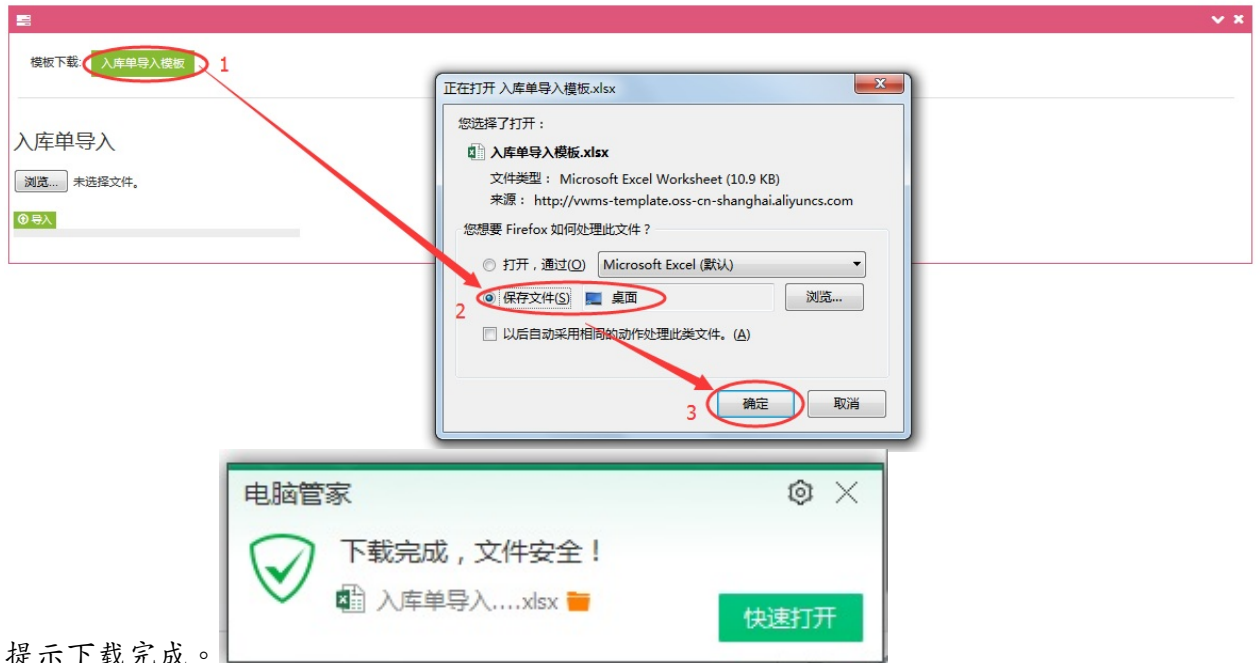 模板下载: 入库单导入模板 1
入库单导入
浏览... 未选择文件。
导入
正在打开 入库单导入模板.xlsx
您选择了打开：
入库单导入模板.xlsx
文件类型： Microsoft Excel Worksheet (10.9 KB)
来源： http://vwms-template.oss-cn-shanghai.aliyuncs.com
您想要 Firefox 如何处理此文件？
打开，通过(O) Microsoft Excel (默认)
2 保存文件(S) 桌面 浏览...
以后自动采用相同的动作处理此类文件。(A)
3 确定 取消
电脑管家
下载完成，文件安全！
入库单导入....xlsx
快速打开
提示下载完成。